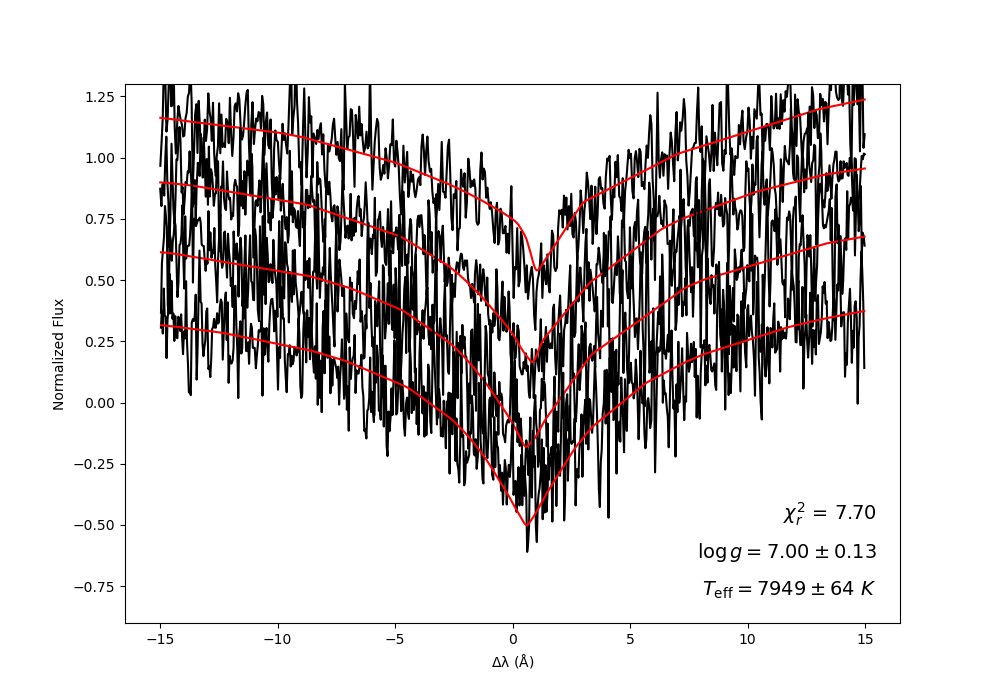 1.25
1.00
0.75
0.50
0.25
0.00
−0.25
−0.50
−0.75
Normalized Flux
χ²ᵣ = 7.70
log g = 7.00 ± 0.13
T_eff = 7949 ± 64 K
−15 −10 −5 0 5 10 15
Δλ (Å)